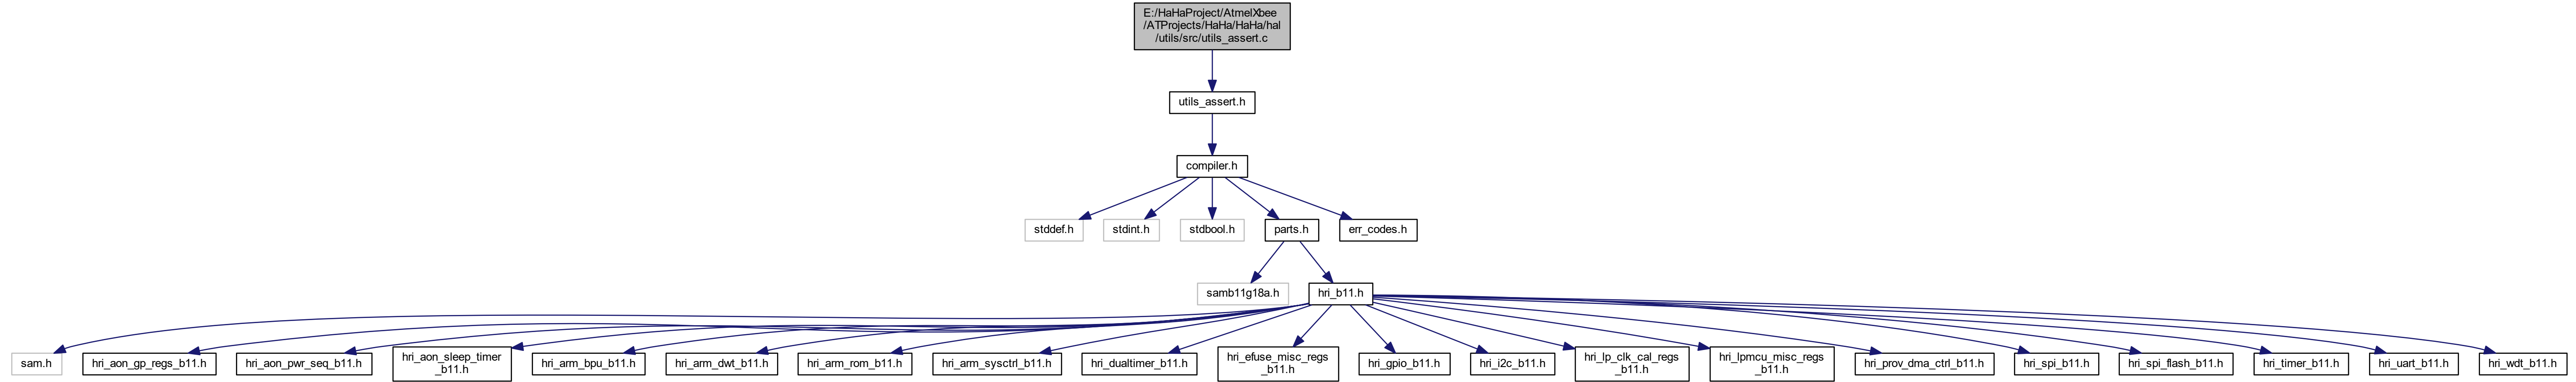 E:/HaHaProject/AtmelXbee
/ATProjects/HaHa/HaHa/hal
/utils/src/utils_assert.c
utils_assert.h
compiler.h
stddef.h
stdint.h
stdbool.h
parts.h
err_codes.h
samb11g18a.h
hri_b11.h
sam.h
hri_aon_gp_regs_b11.h
hri_aon_pwr_seq_b11.h
hri_aon_sleep_timer
_b11.h
hri_arm_bpu_b11.h
hri_arm_dwt_b11.h
hri_arm_rom_b11.h
hri_arm_sysctrl_b11.h
hri_dualtimer_b11.h
hri_efuse_misc_regs
_b11.h
hri_gpio_b11.h
hri_i2c_b11.h
hri_lp_clk_cal_regs
_b11.h
hri_lpmcu_misc_regs
_b11.h
hri_prov_dma_ctrl_b11.h
hri_spi_b11.h
hri_spi_flash_b11.h
hri_timer_b11.h
hri_uart_b11.h
hri_wdt_b11.h